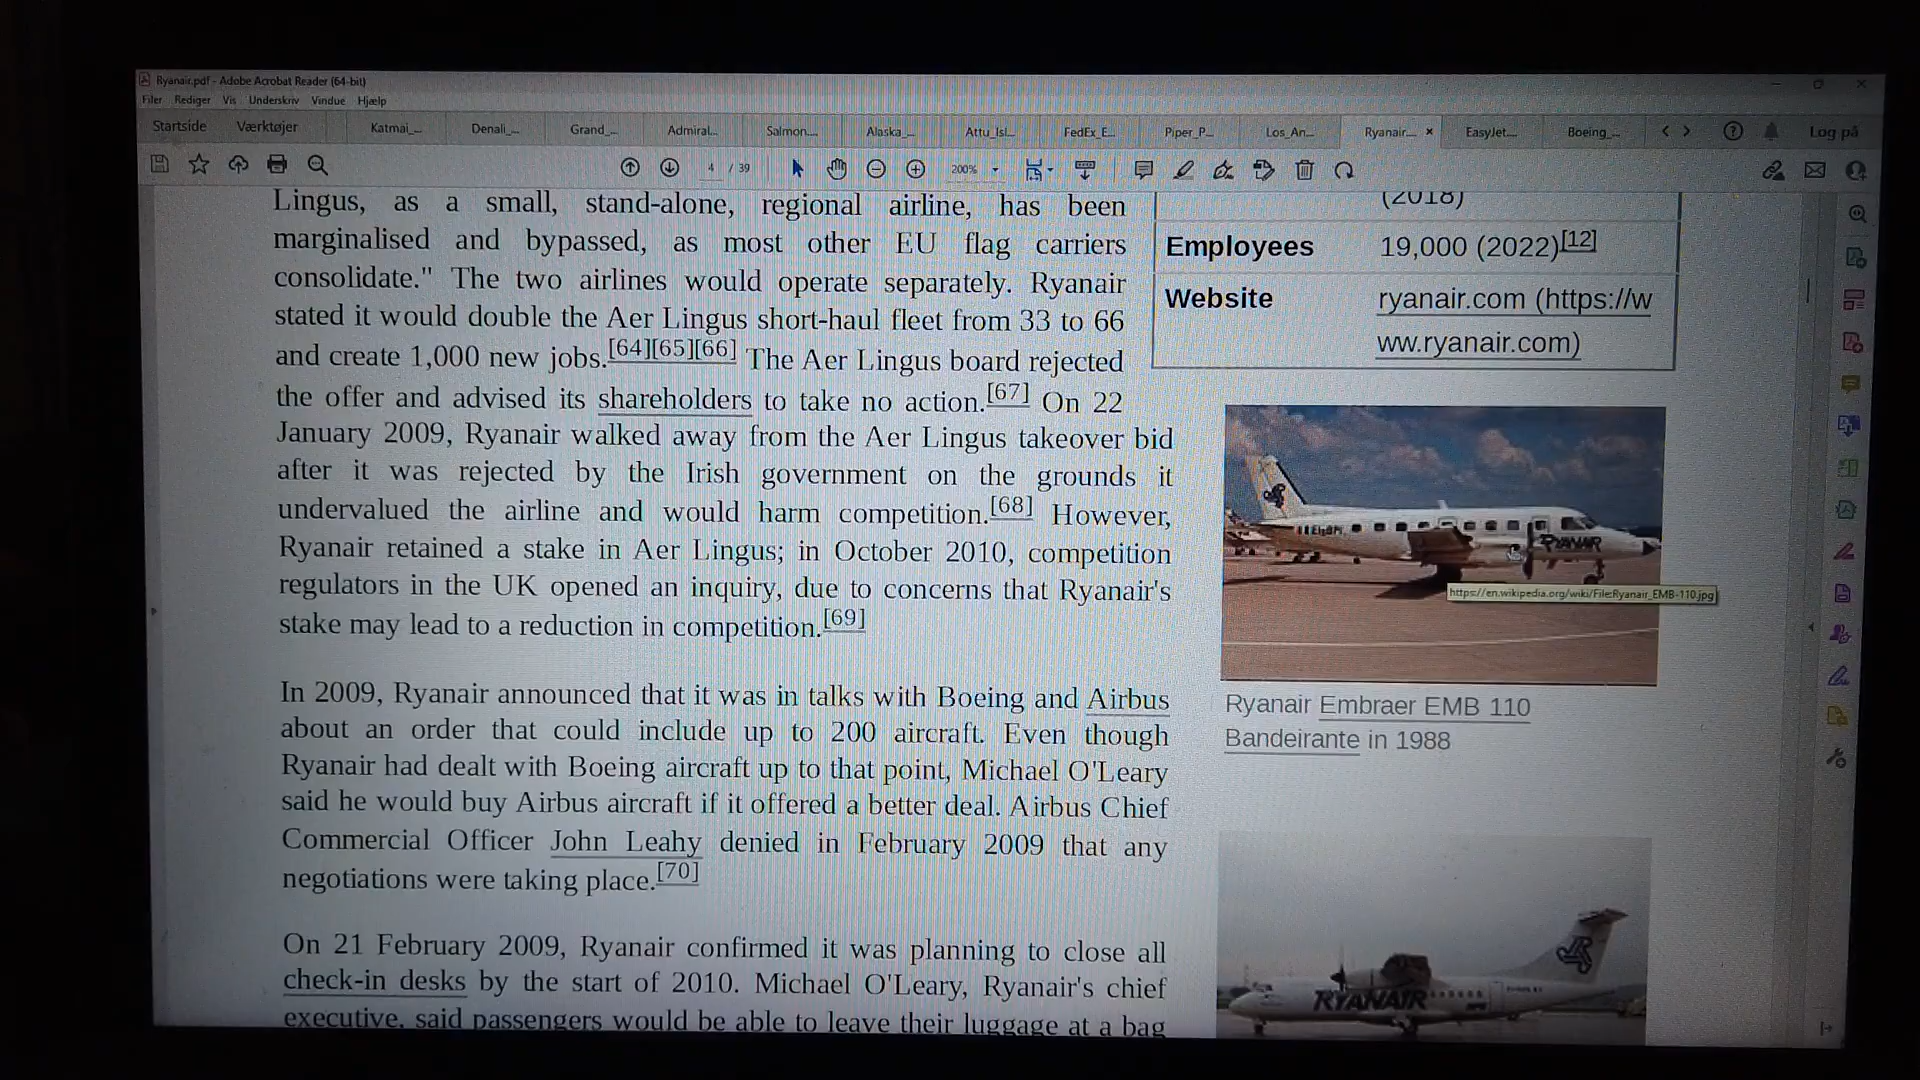 Ryanair.pdf - Adobe Acrobat Reader (64-bit)
Filer Rediger Vis Underskriv Vindue Hjælp
Startside Værktøjer Katmai_... Denali_... Grand_... Admiral... Salmon.... Alaska_... Attu_Isl... FedEx_E... Piper_P... Los_An... Ryanair.... × EasyJet.... Boeing_... Log på
4 / 39 200%
Lingus, as a small, stand-alone, regional airline, has been
marginalised and bypassed, as most other EU flag carriers
consolidate." The two airlines would operate separately. Ryanair
stated it would double the Aer Lingus short-haul fleet from 33 to 66
and create 1,000 new jobs.[64][65][66] The Aer Lingus board rejected
the offer and advised its shareholders to take no action.[67] On 22
January 2009, Ryanair walked away from the Aer Lingus takeover bid
after it was rejected by the Irish government on the grounds it
undervalued the airline and would harm competition.[68] However,
Ryanair retained a stake in Aer Lingus; in October 2010, competition
regulators in the UK opened an inquiry, due to concerns that Ryanair's
stake may lead to a reduction in competition.[69]
In 2009, Ryanair announced that it was in talks with Boeing and Airbus
about an order that could include up to 200 aircraft. Even though
Ryanair had dealt with Boeing aircraft up to that point, Michael O'Leary
said he would buy Airbus aircraft if it offered a better deal. Airbus Chief
Commercial Officer John Leahy denied in February 2009 that any
negotiations were taking place.[70]
On 21 February 2009, Ryanair confirmed it was planning to close all
check-in desks by the start of 2010. Michael O'Leary, Ryanair's chief
executive, said passengers would be able to leave their luggage at a bag
(2018)
Employees 19,000 (2022)[12]
Website ryanair.com (https://w
ww.ryanair.com)
RYANAIR
https://en.wikipedia.org/wiki/File:Ryanair_EMB-110.jpg
Ryanair Embraer EMB 110
Bandeirante in 1988
RYANAIR